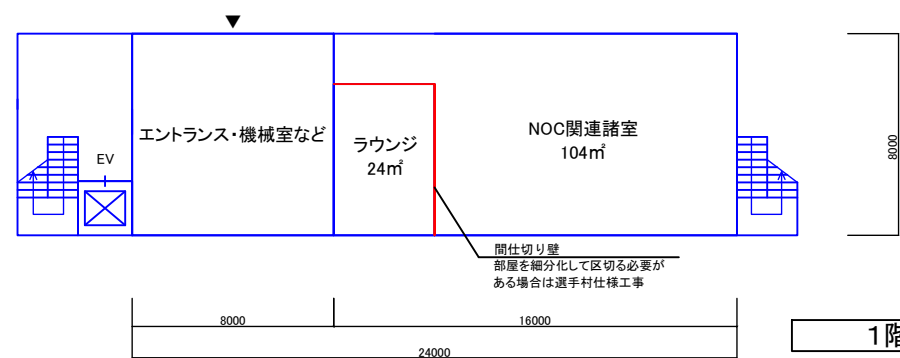 エントランス・機械室など
EV
ラウンジ
24㎡
NOC関連諸室
104㎡
8000
間仕切り壁
部屋を細分化して区切る必要が
ある場合は選手村仕様工事
8000
16000
24000
1階